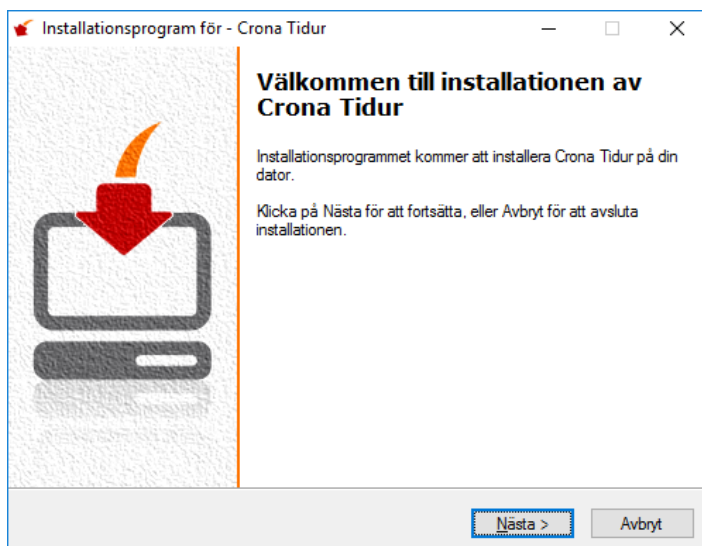 Installationsprogram för - Crona Tidur
Välkommen till installationen av
Crona Tidur
Installationsprogrammet kommer att installera Crona Tidur på din
dator.
Klicka på Nästa för att fortsätta, eller Avbryt för att avsluta
installationen.
Nästa >
Avbryt